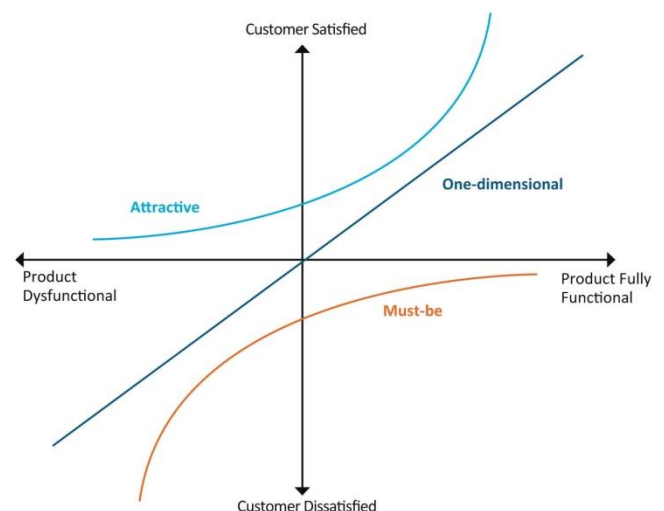 Customer Satisfied
One-dimensional
Attractive
Product
Dysfunctional
Product Fully
Functional
Must-be
Customer Dissatisfied